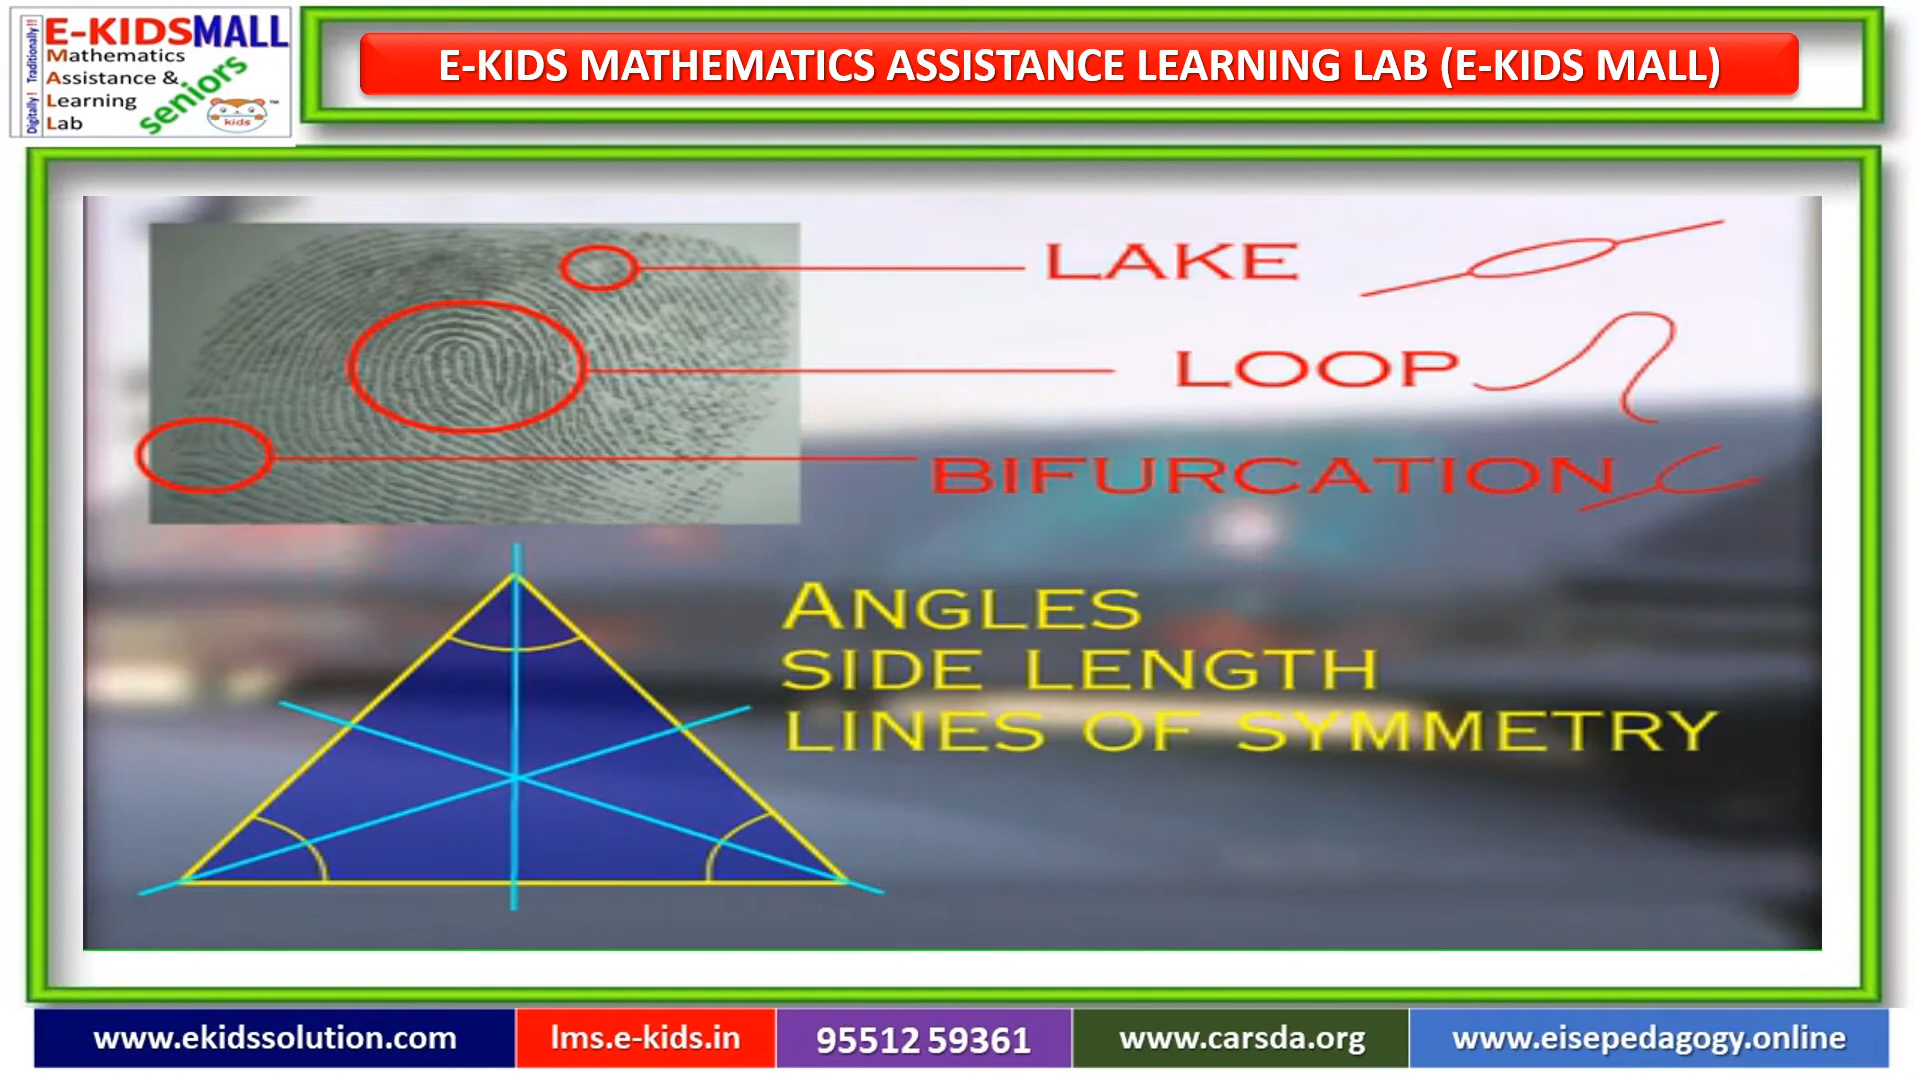 E-KIDSMALL
Mathematics
Assistance &
Learning
Lab
Digitally! Traditionally!!
seniors
kids
TM
E-KIDS MATHEMATICS ASSISTANCE LEARNING LAB (E-KIDS MALL)
LAKE
LOOP
BIFURCATION
ANGLES
SIDE LENGTH
LINES OF SYMMETRY
www.ekidssolution.com
lms.e-kids.in
95512 59361
www.carsda.org
www.eisepedagogy.online